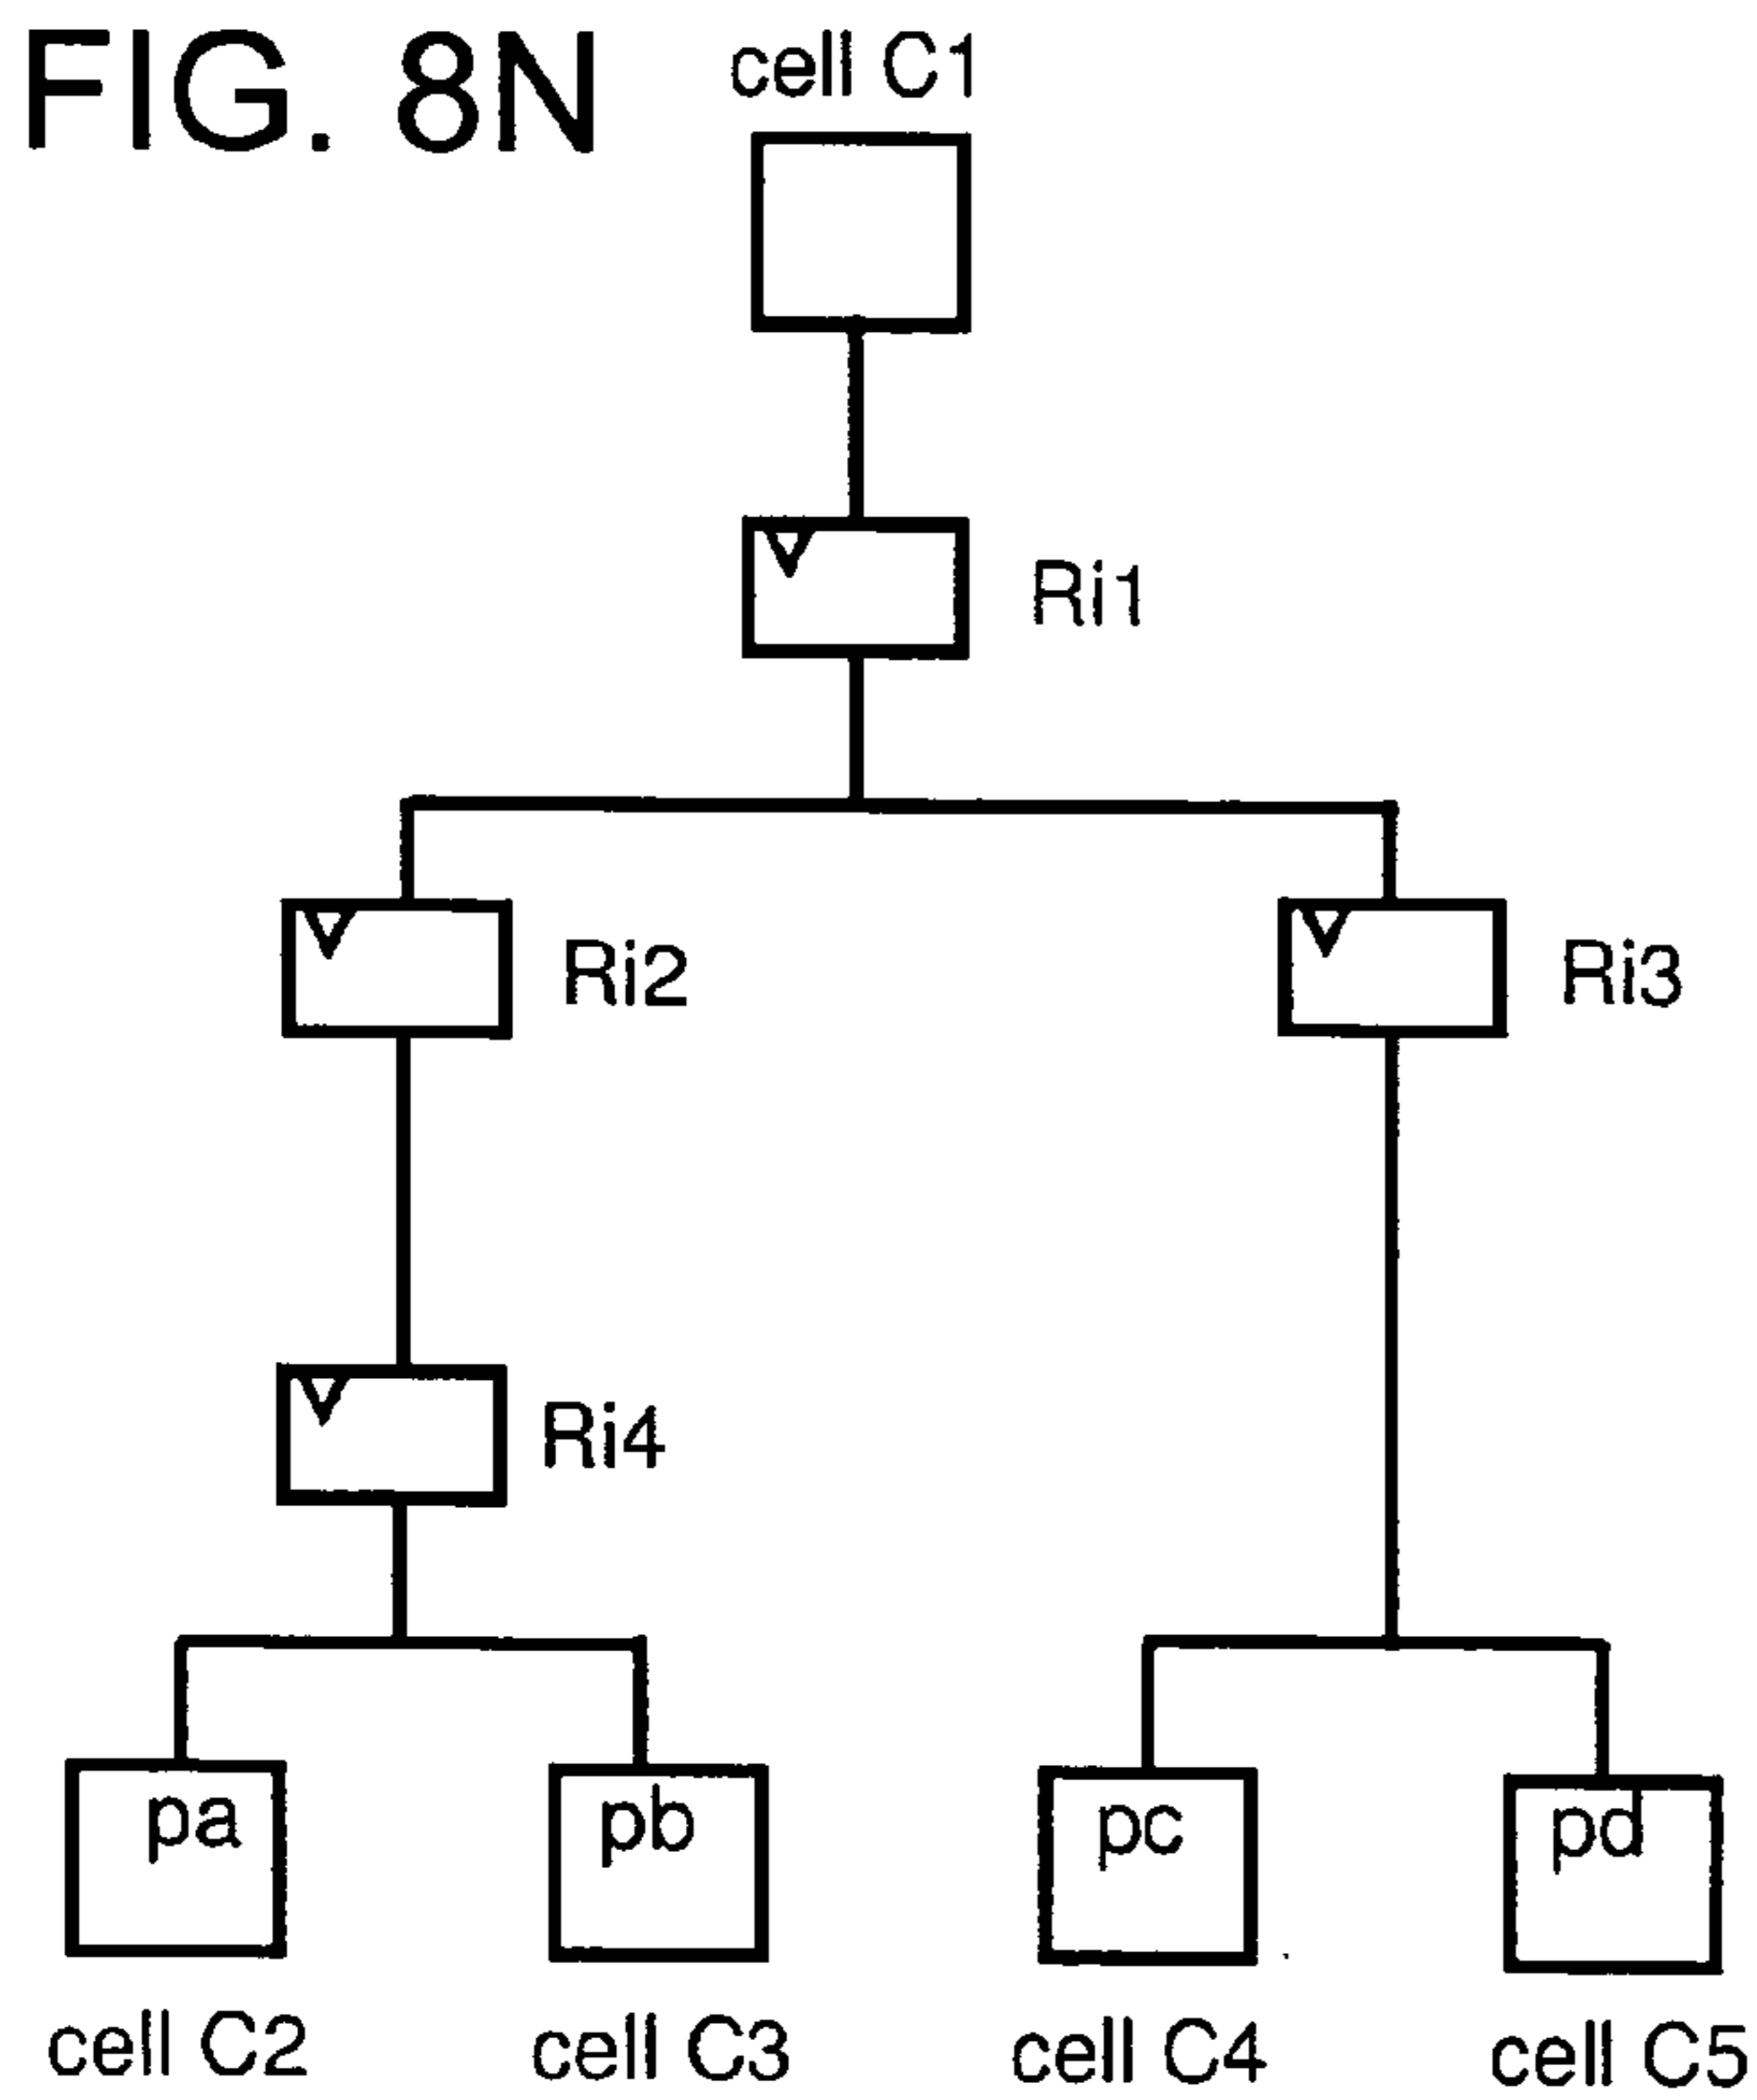 FIG. 8N
cell C1
Ri1
Ri2
Ri3
Ri4
pa
pb
pc
pd
cell C2
cell C3
cell C4
cell C5